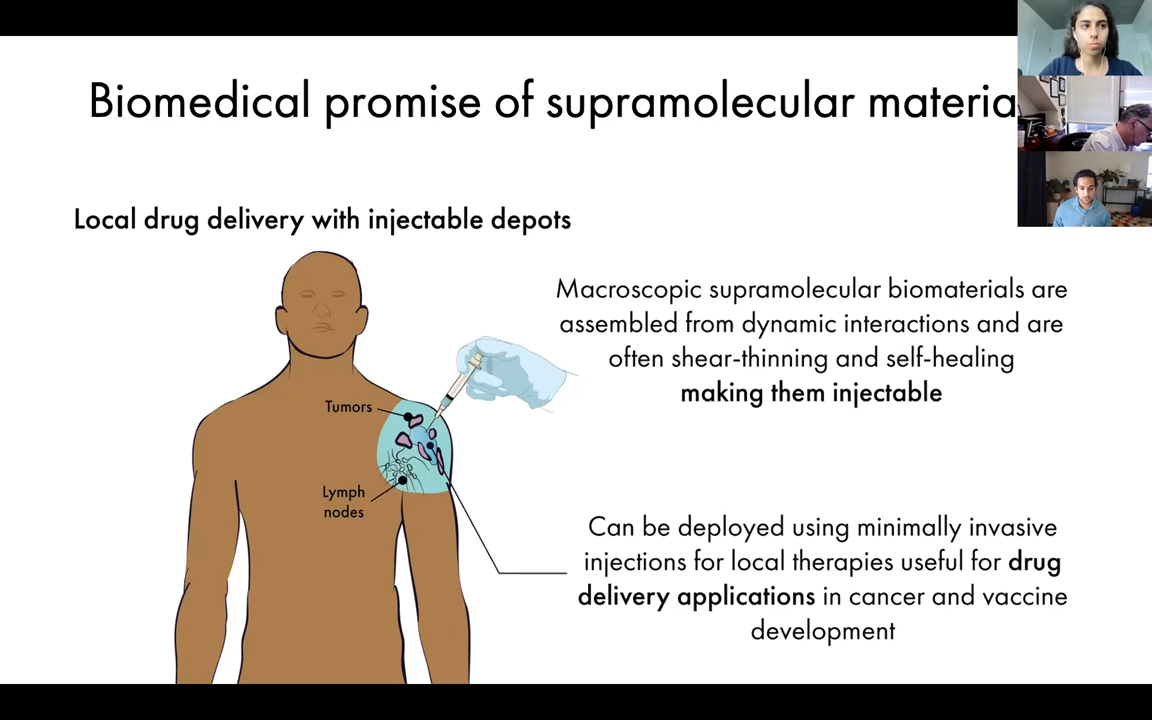 Biomedical promise of supramolecular materia
Local drug delivery with injectable depots
Macroscopic supramolecular biomaterials are
assembled from dynamic interactions and are
often shear-thinning and self-healing
making them injectable
Tumors
Lymph
nodes
Can be deployed using minimally invasive
injections for local therapies useful for drug
delivery applications in cancer and vaccine
development